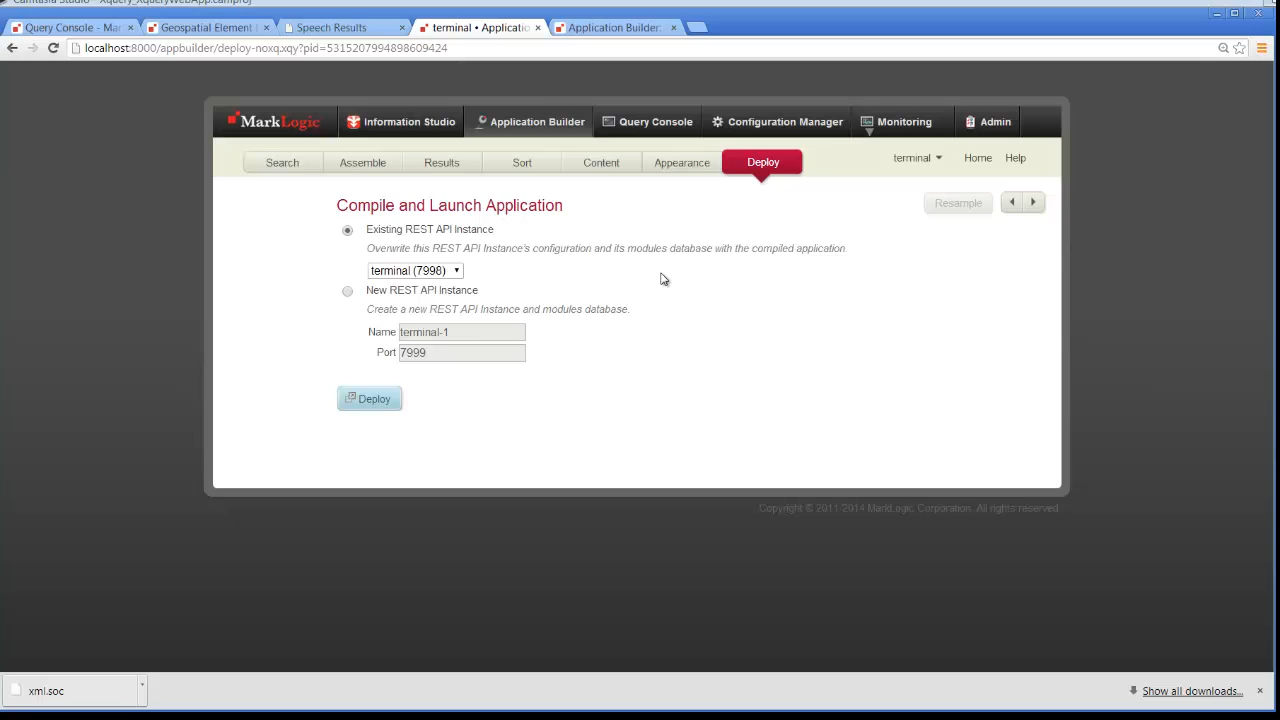 Camtasia Studio - Xquery_XqueryWebApp.camproj
Query Console - Mar
Geospatial Element I
Speech Results
terminal • Applicatio
Application Builder:
localhost:8000/appbuilder/deploy-noxq.xqy?pid=5315207994898609424
MarkLogic
Information Studio
Application Builder
Query Console
Configuration Manager
Monitoring
Admin
Search
Assemble
Results
Sort
Content
Appearance
Deploy
terminal
Home
Help
Compile and Launch Application
Resample
Existing REST API Instance
Overwrite this REST API Instance's configuration and its modules database with the compiled application.
terminal (7998)
New REST API Instance
Create a new REST API Instance and modules database.
Name terminal-1
Port 7999
Deploy
Copyright © 2011-2014 MarkLogic Corporation. All rights reserved.
xml.soc
Show all downloads...